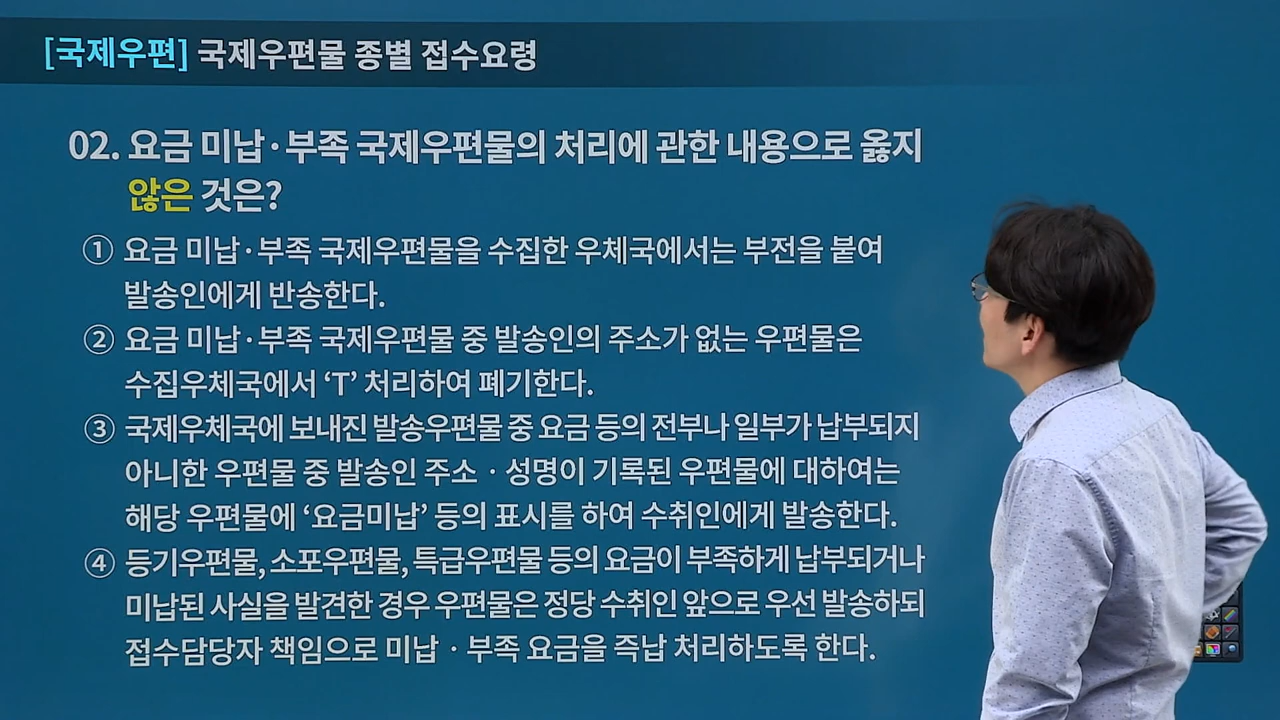 [국제우편] 국제우편물 종별 접수요령
02. 요금 미납·부족 국제우편물의 처리에 관한 내용으로 옳지
않은 것은?
① 요금 미납·부족 국제우편물을 수집한 우체국에서는 부전을 붙여
발송인에게 반송한다.
② 요금 미납·부족 국제우편물 중 발송인의 주소가 없는 우편물은
수집우체국에서 ‘T’ 처리하여 폐기한다.
③ 국제우체국에 보내진 발송우편물 중 요금 등의 전부나 일부가 납부되지
아니한 우편물 중 발송인 주소 · 성명이 기록된 우편물에 대하여는
해당 우편물에 ‘요금미납’ 등의 표시를 하여 수취인에게 발송한다.
④ 등기우편물, 소포우편물, 특급우편물 등의 요금이 부족하게 납부되거나
미납된 사실을 발견한 경우 우편물은 정당 수취인 앞으로 우선 발송하되
접수담당자 책임으로 미납 · 부족 요금을 즉납 처리하도록 한다.